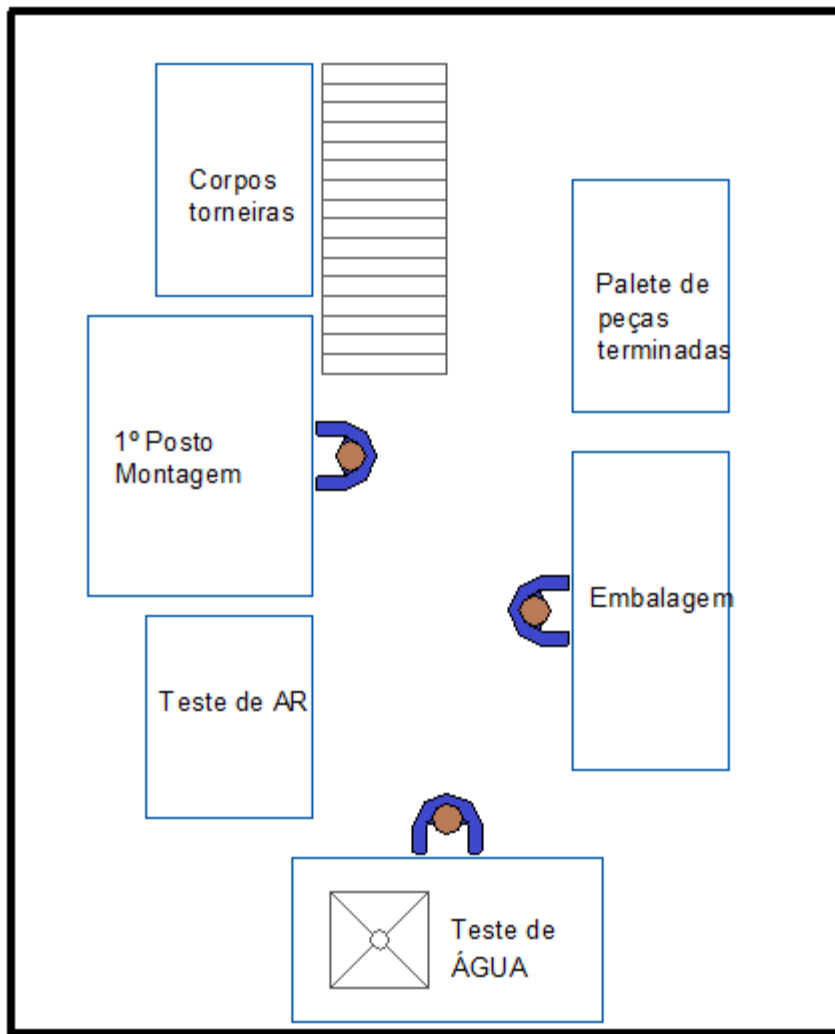 Corpos
torneiras
Palete de
peças
terminadas
1º Posto
Montagem
Embalagem
Teste de AR
Teste de
ÁGUA